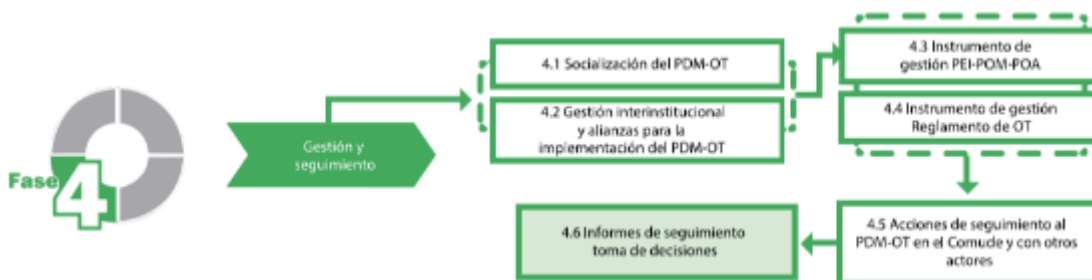 Fase 4
Gestión y
seguimiento
4.1 Socialización del PDM-OT
4.2 Gestión interinstitucional
y alianzas para la
implementación del PDM-OT
4.3 Instrumento de
gestión PEI-POM-POA
4.4 Instrumento de gestión
Reglamento de OT
4.5 Acciones de seguimiento al
PDM-OT en el Comude y con otros
actores
4.6 Informes de seguimiento
toma de decisiones